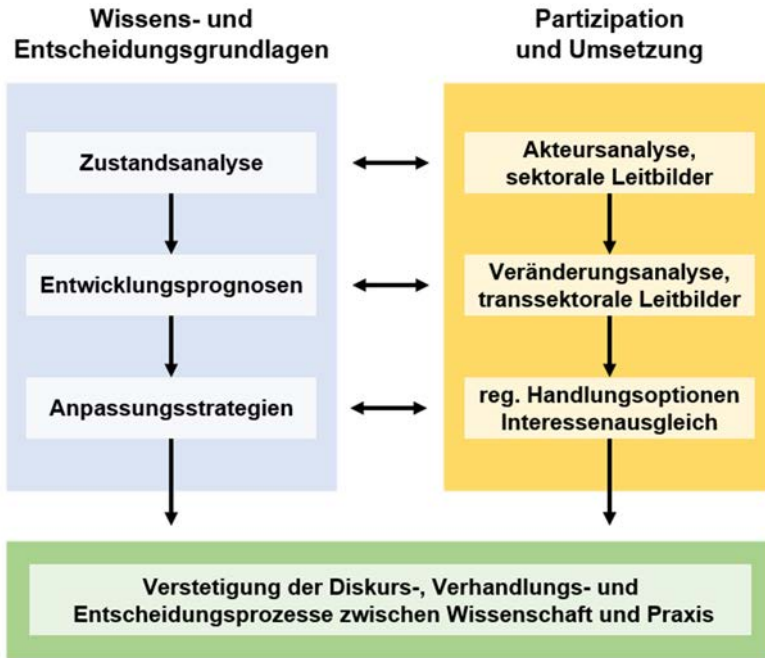 Wissens- und
Entscheidungsgrundlagen
Partizipation
und Umsetzung
Zustandsanalyse
Akteursanalyse,
sektorale Leitbilder
Entwicklungsprognosen
Veränderungsanalyse,
transsektorale Leitbilder
Anpassungsstrategien
reg. Handlungsoptionen
Interessenausgleich
Verstetigung der Diskurs-, Verhandlungs- und
Entscheidungsprozesse zwischen Wissenschaft und Praxis